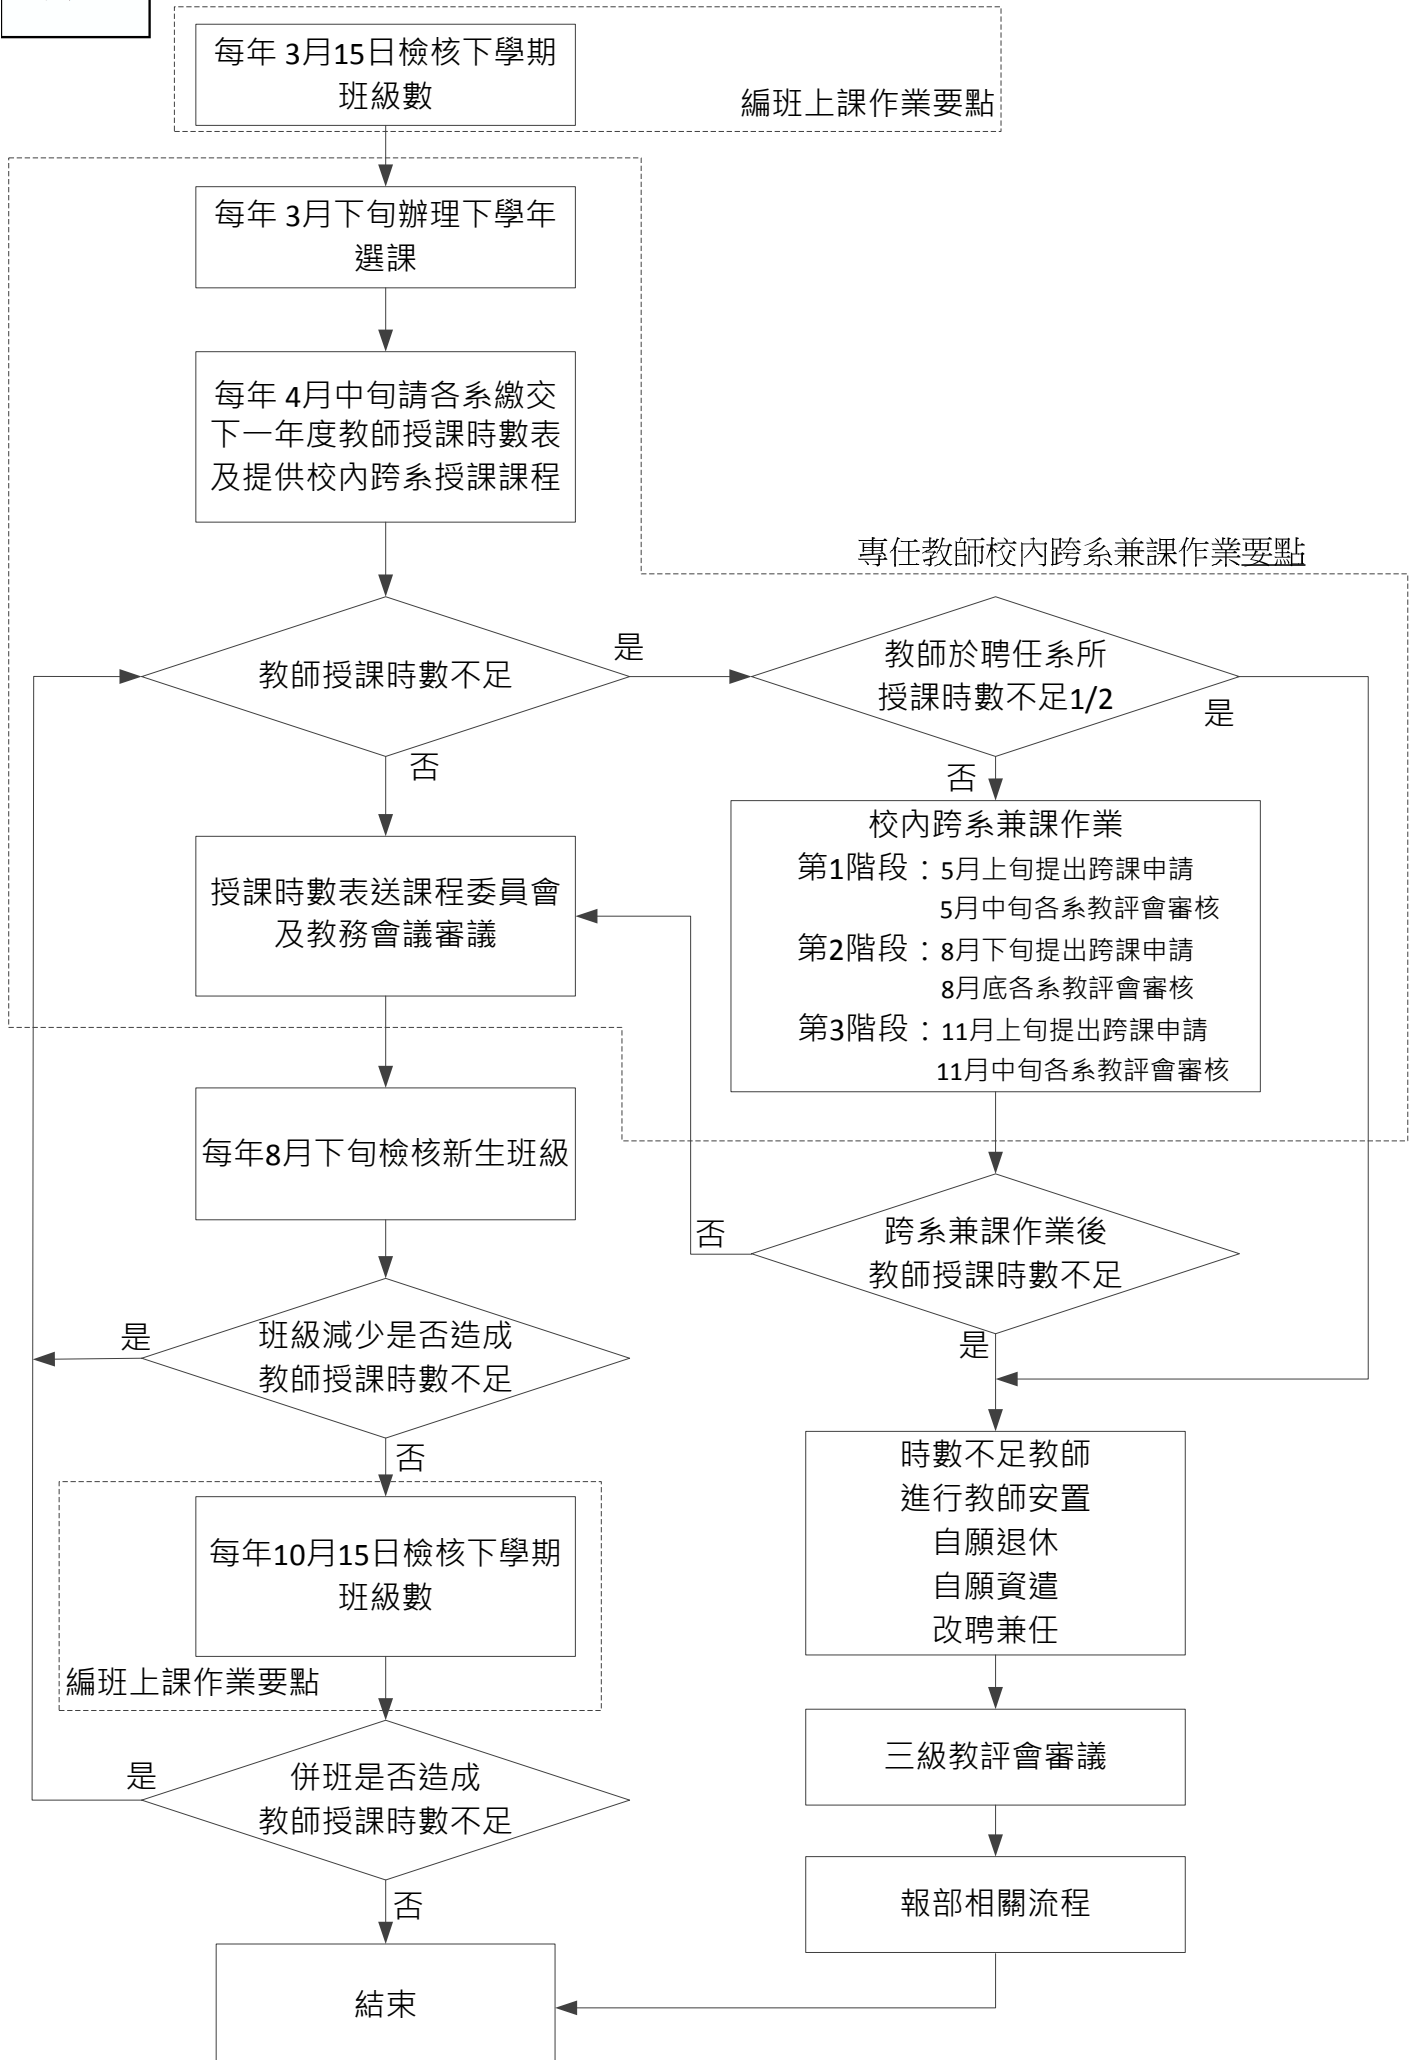 每年 3月15日檢核下學期
班級數
編班上課作業要點
每年 3月下旬辦理下學年
選課
每年 4月中旬請各系繳交
下一年度教師授課時數表
及提供校內跨系授課課程
專任教師校內跨系兼課作業要點
教師授課時數不足
是
否
教師於聘任系所
授課時數不足1/2
是
否
授課時數表送課程委員會
及教務會議審議
校內跨系兼課作業
第1階段：5月上旬提出跨課申請
5月中旬各系教評會審核
第2階段：8月下旬提出跨課申請
8月底各系教評會審核
第3階段：11月上旬提出跨課申請
11月中旬各系教評會審核
每年8月下旬檢核新生班級
否
跨系兼課作業後
教師授課時數不足
是
是
班級減少是否造成
教師授課時數不足
否
時數不足教師
進行教師安置
自願退休
自願資遣
改聘兼任
每年10月15日檢核下學期
班級數
編班上課作業要點
三級教評會審議
是
併班是否造成
教師授課時數不足
否
報部相關流程
結束